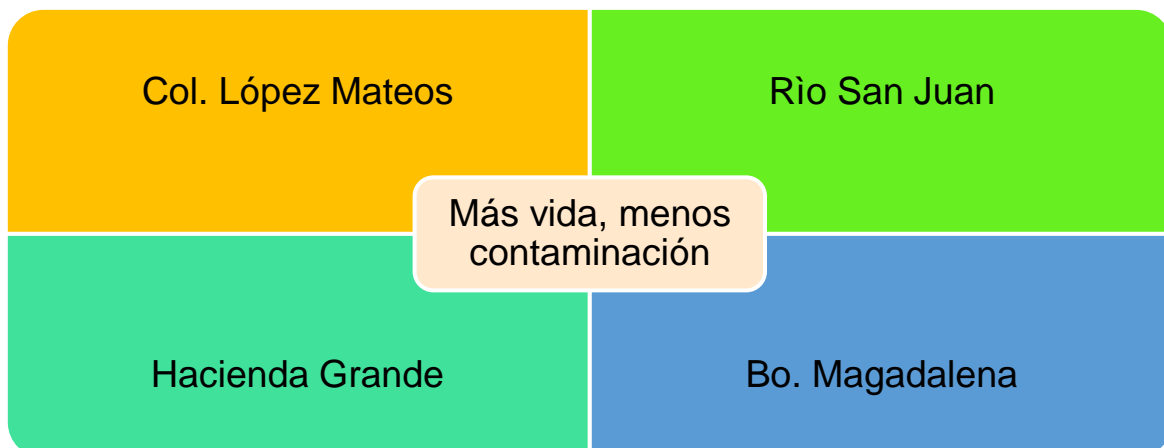 Col. López Mateos
Rìo San Juan
Más vida, menos
contaminación
Hacienda Grande
Bo. Magadalena